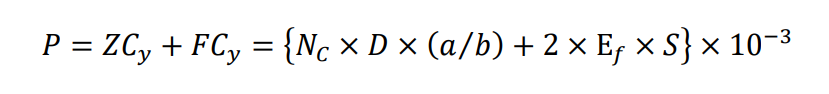 P = ZC_y + FC_y = {N_C × D × (a/b) + 2 × E_f × S} × 10^{-3}